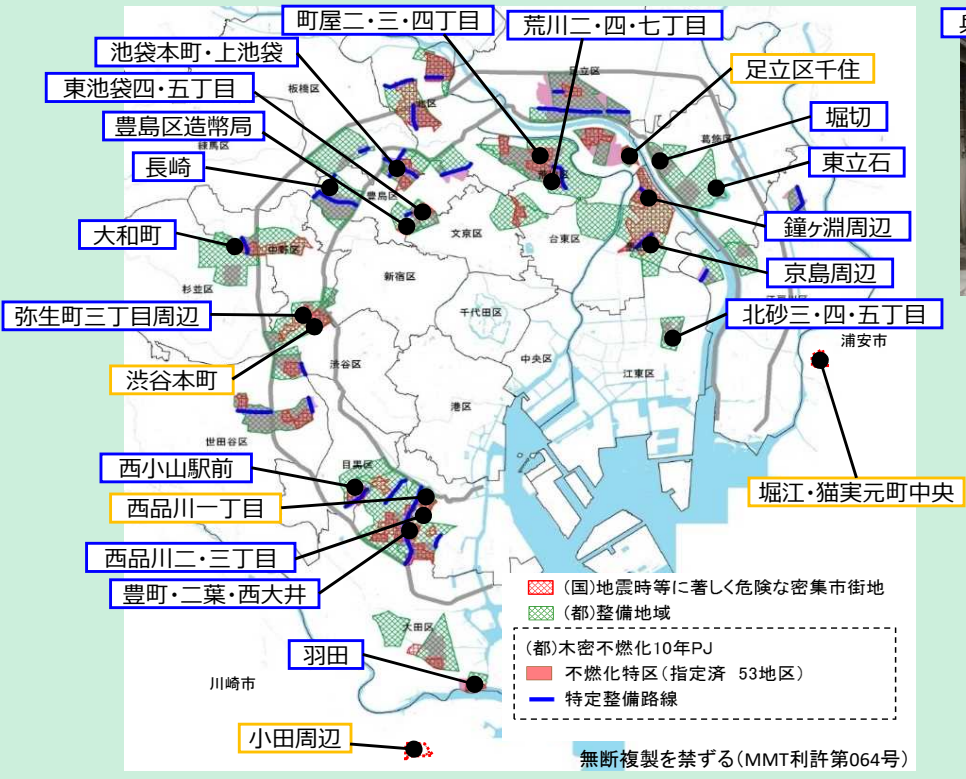 町屋二・三・四丁目
荒川二・四・七丁目
池袋本町・上池袋
足立区千住
東池袋四・五丁目
堀切
豊島区造幣局
東立石
長崎
鐘ヶ淵周辺
大和町
京島周辺
弥生町三丁目周辺
北砂三・四・五丁目
渋谷本町
西小山駅前
堀江・猫実元町中央
西品川一丁目
西品川二・三丁目
豊町・二葉・西大井
羽田
小田周辺
板橋区
北区
足立区
葛飾区
練馬区
豊島区
文京区
台東区
中野区
杉並区
新宿区
千代田区
中央区
江東区
渋谷区
港区
浦安市
世田谷区
目黒区
大田区
川崎市
(国)地震時等に著しく危険な密集市街地
(都)整備地域
(都)木密不燃化10年PJ
不燃化特区(指定済 53地区)
特定整備路線
無断複製を禁ずる(MMT利許第064号)